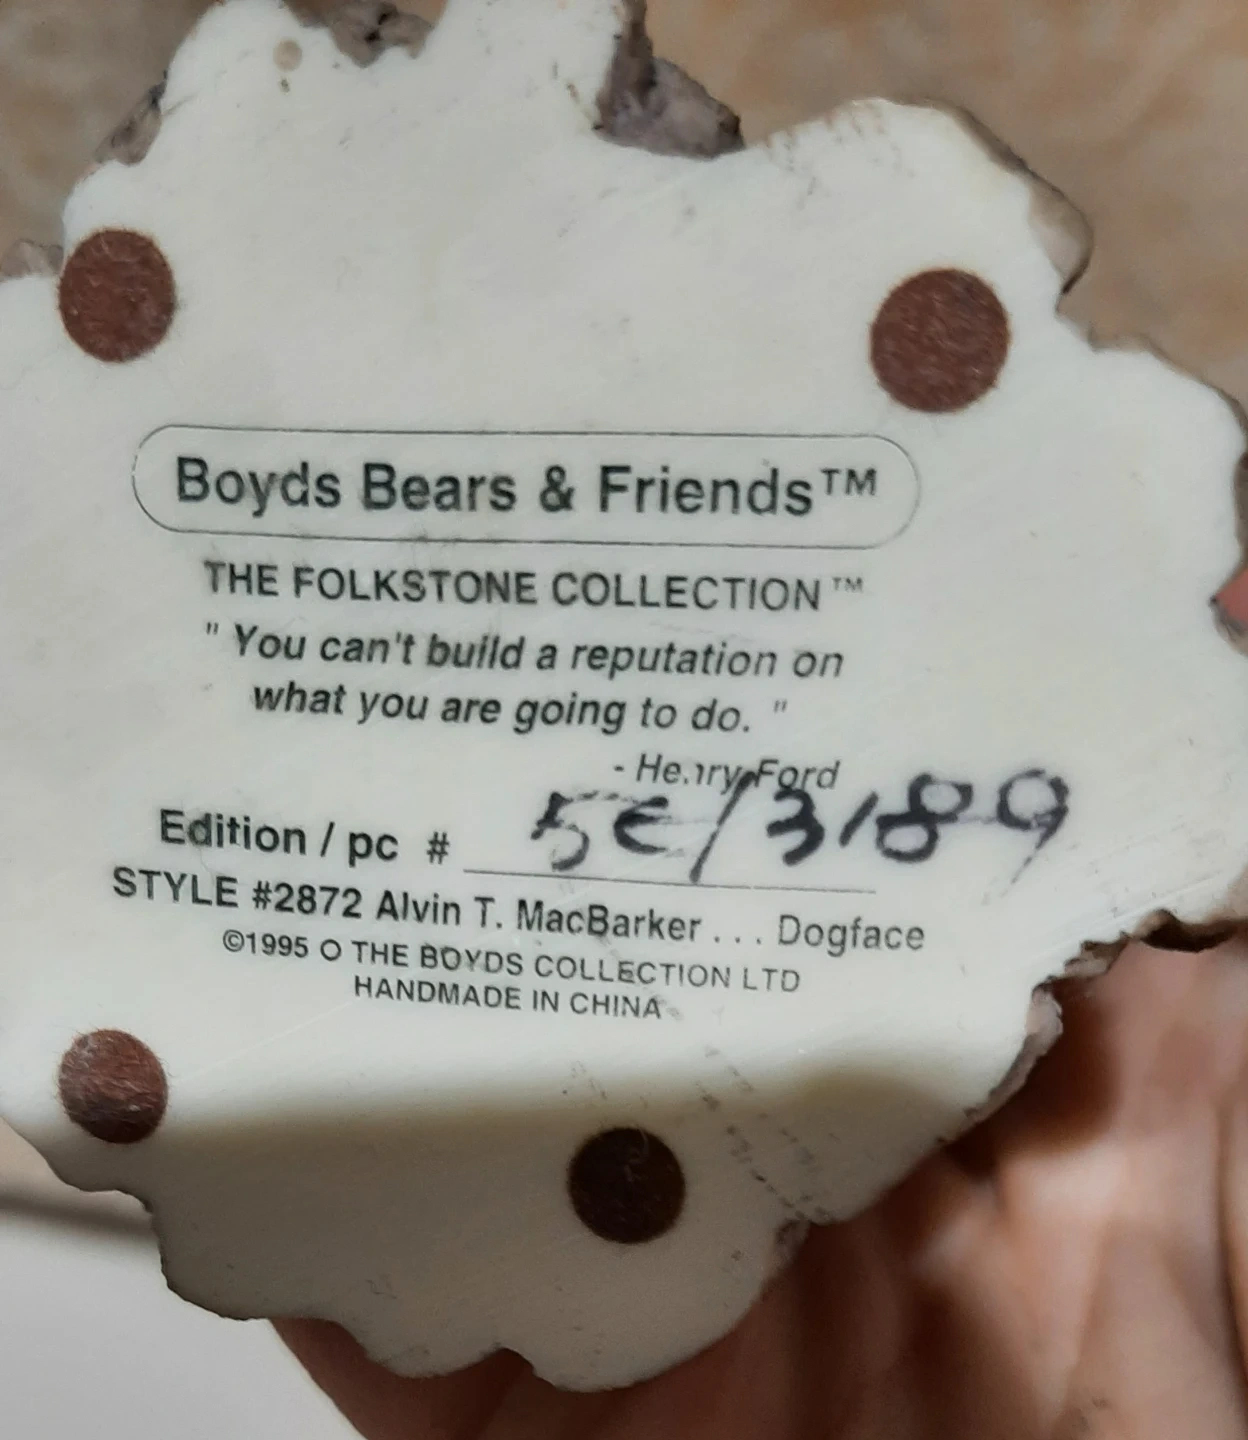 Boyds Bears & Friends™
THE FOLKSTONE COLLECTION™
" You can't build a reputation on
what you are going to do. "
- Henry Ford
Edition / pc # 5E/3189
STYLE #2872 Alvin T. MacBarker . . . Dogface
©1995 O THE BOYDS COLLECTION LTD
HANDMADE IN CHINA